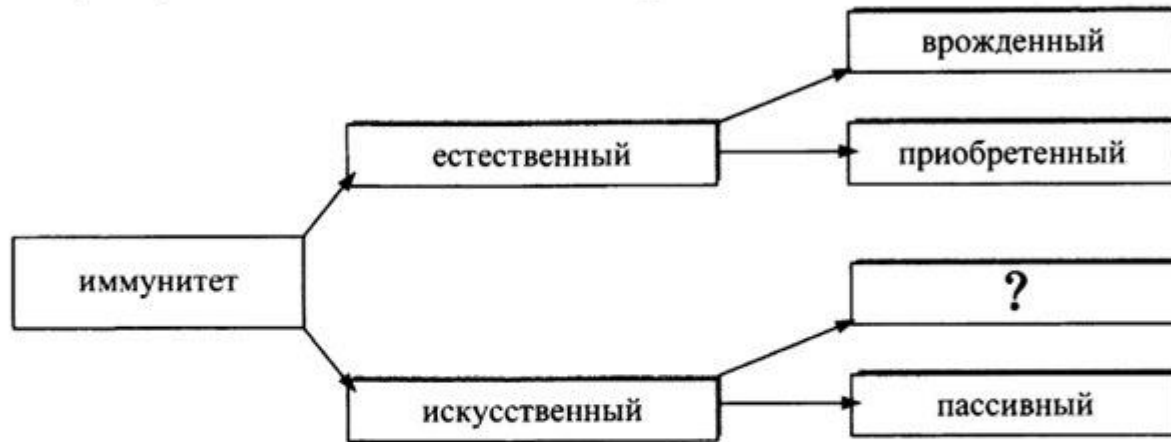 врожденный
естественный
приобретенный
иммунитет
?
искусственный
пассивный